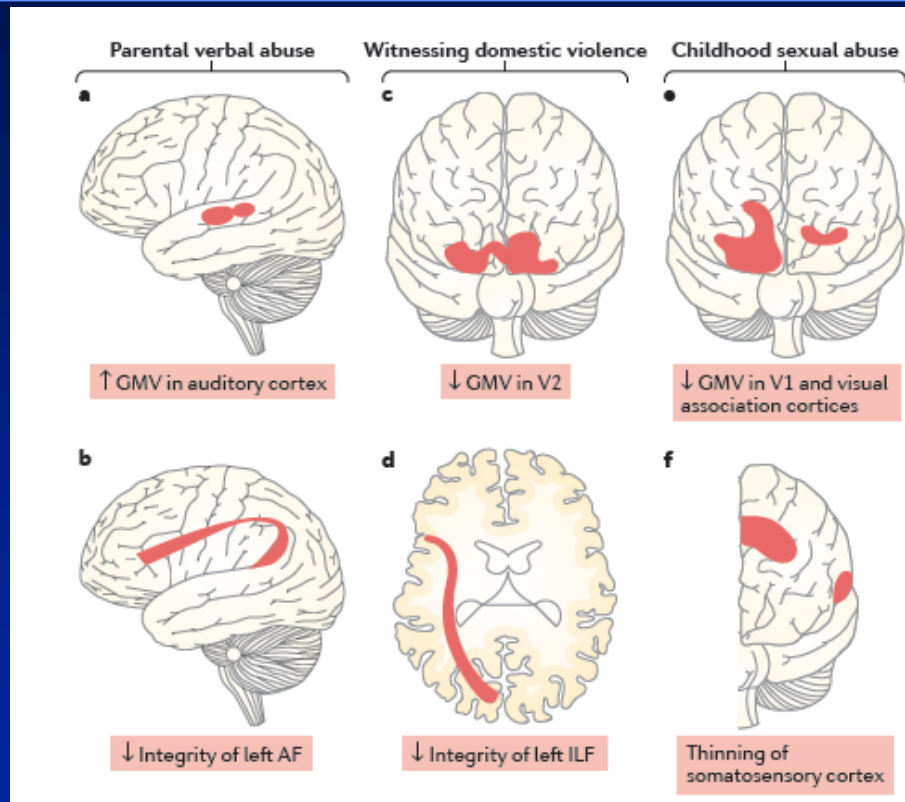 Parental verbal abuse
Witnessing domestic violence
Childhood sexual abuse
a
c
e
↑ GMV in auditory cortex
↓ GMV in V2
↓ GMV in V1 and visual
association cortices
b
d
f
↓ Integrity of left AF
↓ Integrity of left ILF
Thinning of
somatosensory cortex